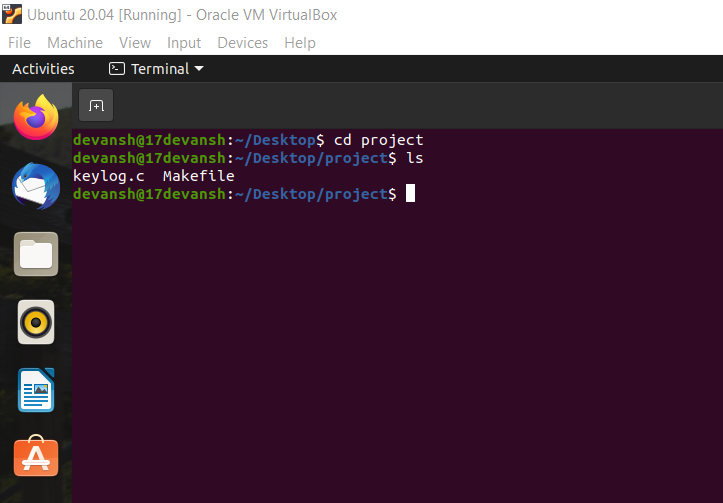 Ubuntu 20.04 [Running] - Oracle VM VirtualBox
File Machine View Input Devices Help
Activities Terminal
devansh@17devansh:~/Desktop$ cd project
devansh@17devansh:~/Desktop/project$ ls
keylog.c  Makefile
devansh@17devansh:~/Desktop/project$